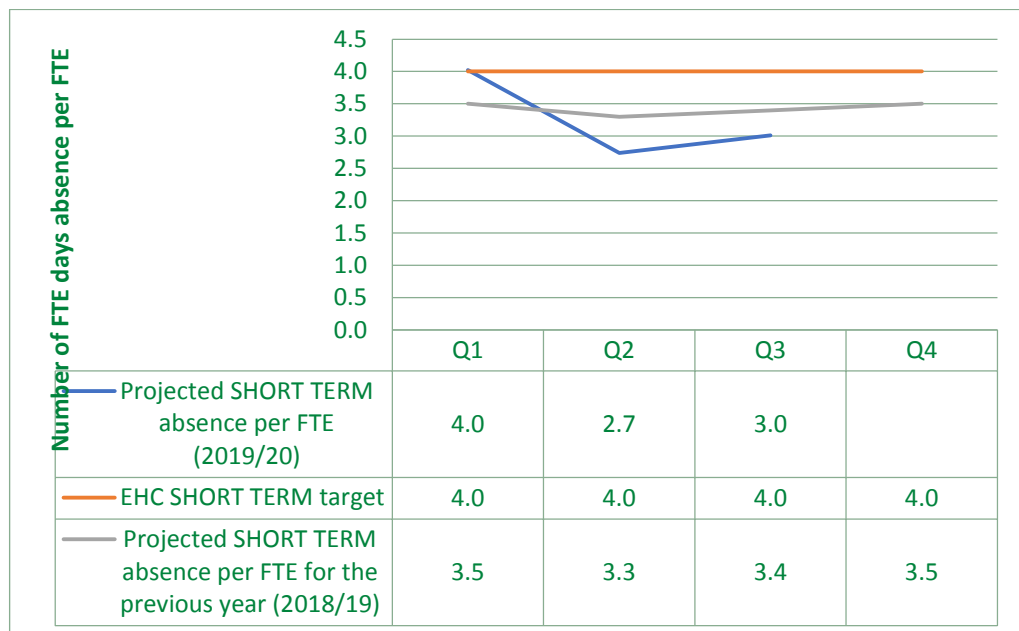 Number of FTE days absence per FTE
4.5
4.0
3.5
3.0
2.5
2.0
1.5
1.0
0.5
0.0
Q1 Q2 Q3 Q4
Projected SHORT TERM
absence per FTE
(2019/20)
4.0 2.7 3.0
EHC SHORT TERM target 4.0 4.0 4.0 4.0
Projected SHORT TERM
absence per FTE for the
previous year (2018/19)
3.5 3.3 3.4 3.5